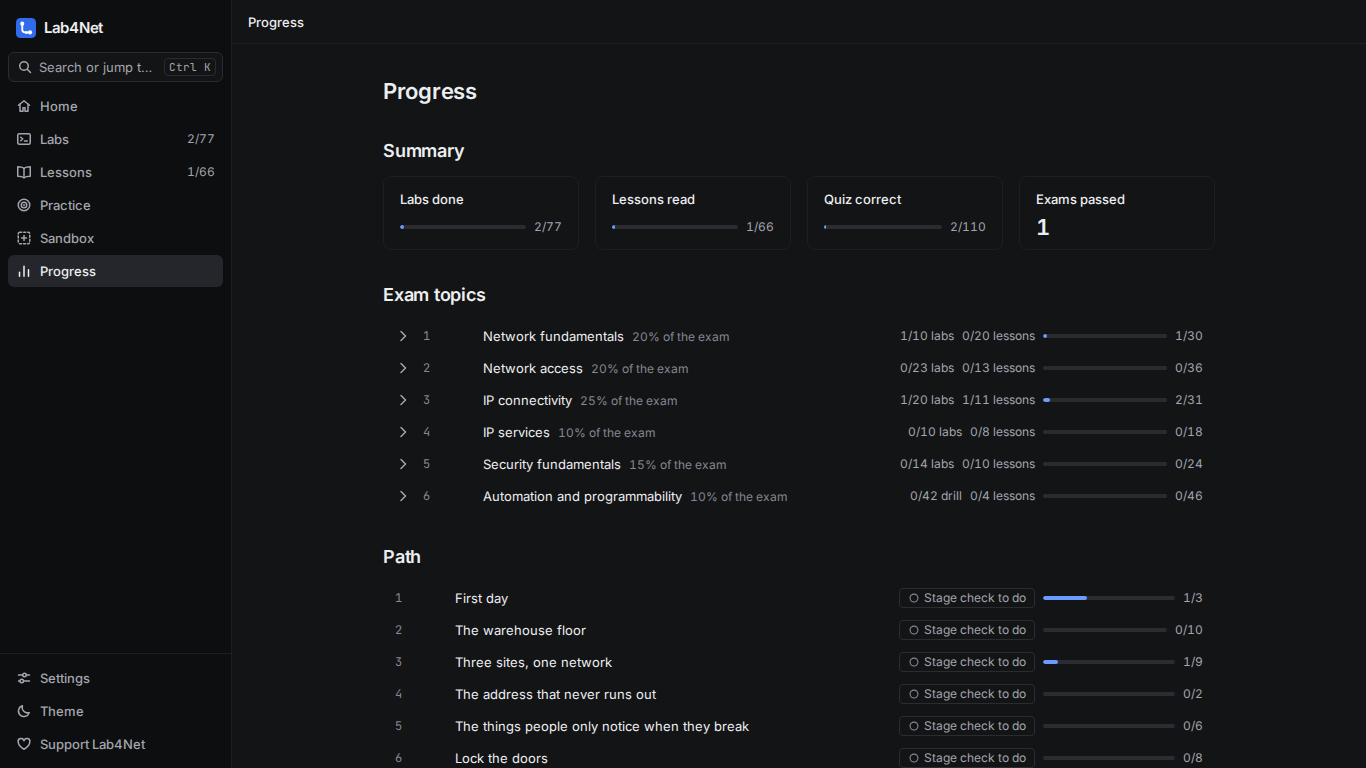 Lab4Net
Search or jump t... Ctrl K
Home
Labs 2/77
Lessons 1/66
Practice
Sandbox
Progress
Settings
Theme
Support Lab4Net
Progress
Progress
Summary
Labs done
2/77
Lessons read
1/66
Quiz correct
2/110
Exams passed
1
Exam topics
1 Network fundamentals 20% of the exam 1/10 labs 0/20 lessons 1/30
2 Network access 20% of the exam 0/23 labs 0/13 lessons 0/36
3 IP connectivity 25% of the exam 1/20 labs 1/11 lessons 2/31
4 IP services 10% of the exam 0/10 labs 0/8 lessons 0/18
5 Security fundamentals 15% of the exam 0/14 labs 0/10 lessons 0/24
6 Automation and programmability 10% of the exam 0/42 drill 0/4 lessons 0/46
Path
1 First day Stage check to do 1/3
2 The warehouse floor Stage check to do 0/10
3 Three sites, one network Stage check to do 1/9
4 The address that never runs out Stage check to do 0/2
5 The things people only notice when they break Stage check to do 0/6
6 Lock the doors Stage check to do 0/8